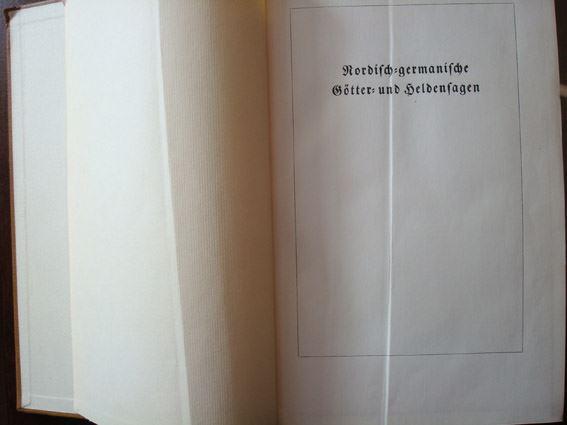 Nordisch-germanische
Götter- und Heldensagen